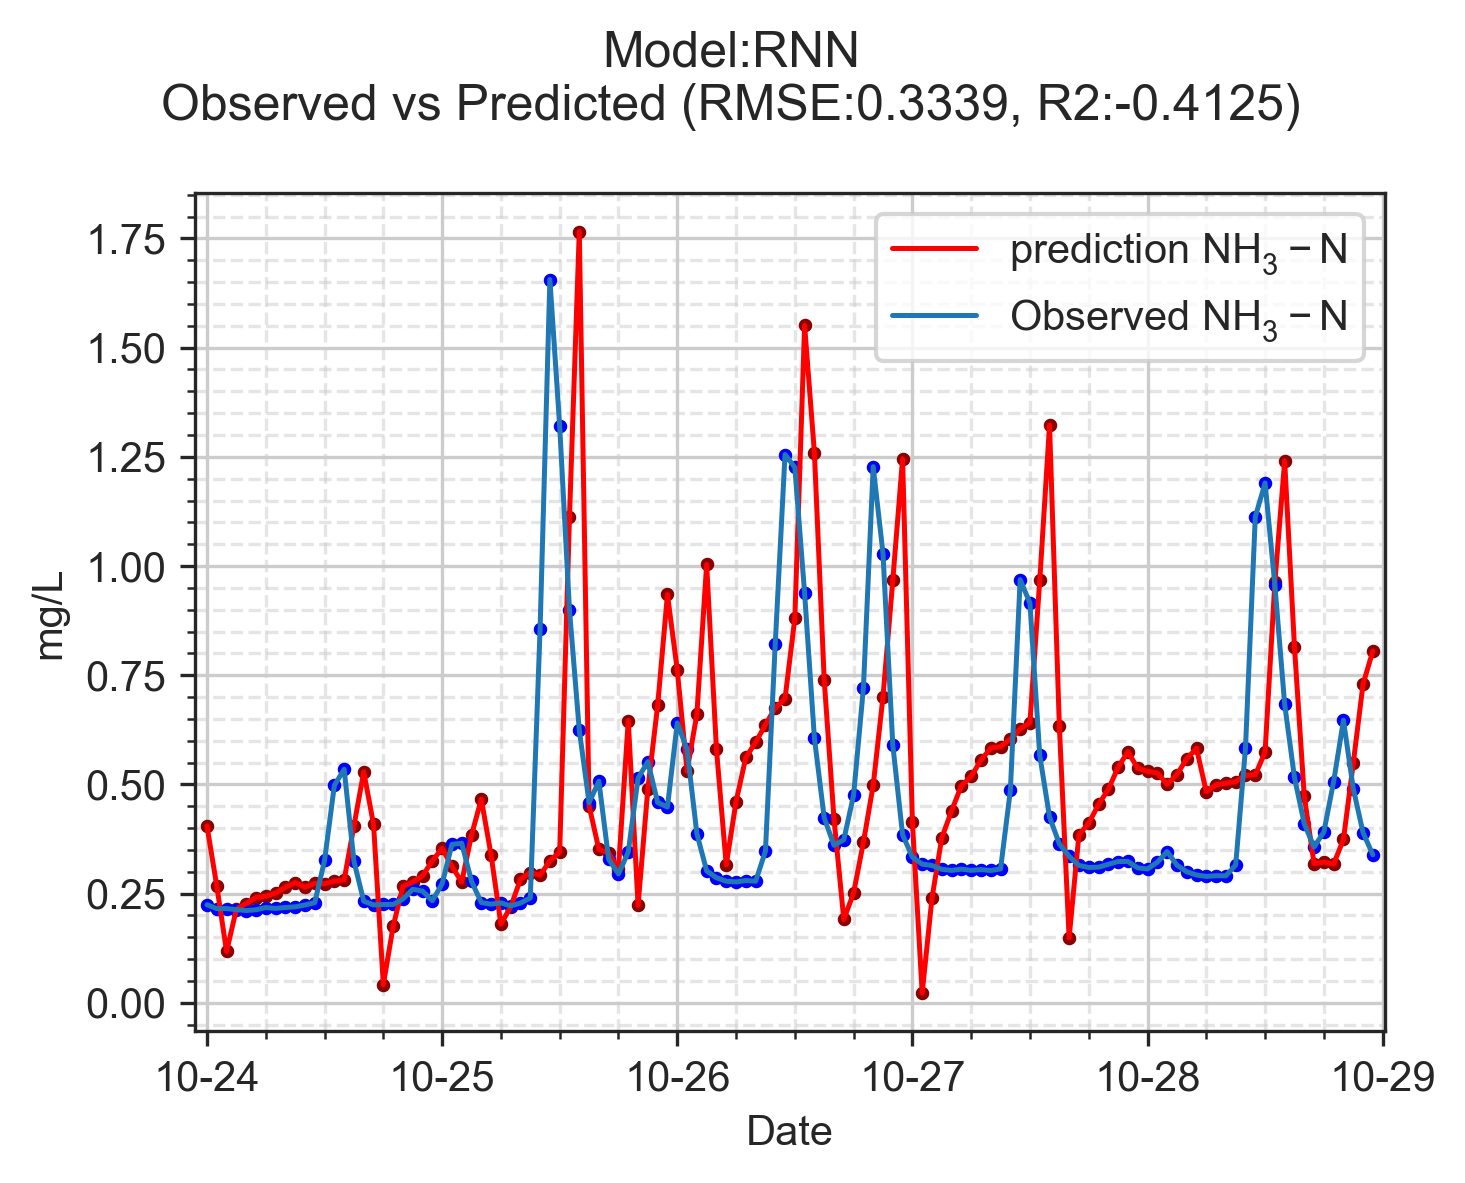 Model:RNN
Observed vs Predicted (RMSE:0.3339, R2:-0.4125)
prediction NH₃ − N
Observed NH₃ − N
1.75
1.50
1.25
1.00
0.75
0.50
0.25
0.00
mg/L
10-24 10-25 10-26 10-27 10-28 10-29
Date